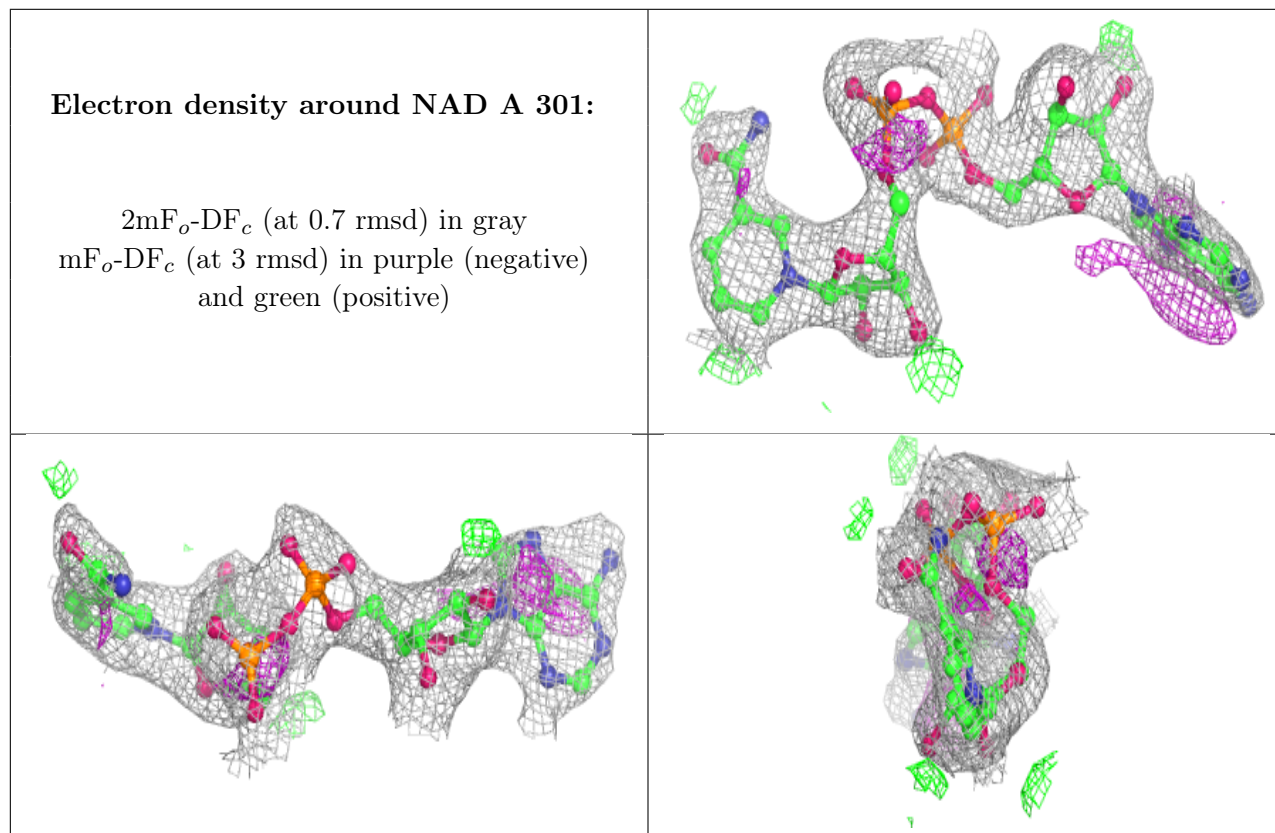 Electron density around NAD A 301:
2mFo-DFc (at 0.7 rmsd) in gray
mFo-DFc (at 3 rmsd) in purple (negative)
and green (positive)